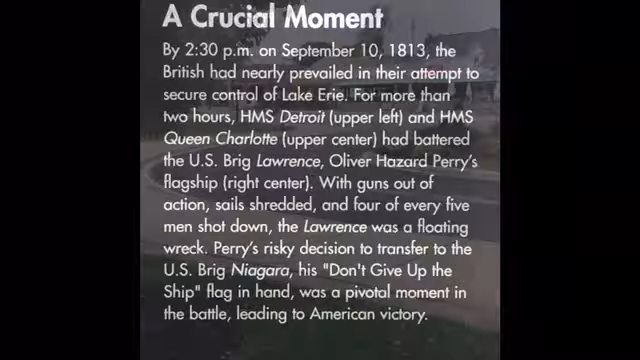 A Crucial Moment
By 2:30 p.m. on September 10, 1813, the
British had nearly prevailed in their attempt to
secure control of Lake Erie. For more than
two hours, HMS Detroit (upper left) and HMS
Queen Charlotte (upper center) had battered
the U.S. Brig Lawrence, Oliver Hazard Perry's
flagship (right center). With guns out of
action, sails shredded, and four of every five
men shot down, the Lawrence was a floating
wreck. Perry's risky decision to transfer to the
U.S. Brig Niagara, his "Don't Give Up the
Ship" flag in hand, was a pivotal moment in
the battle, leading to American victory.